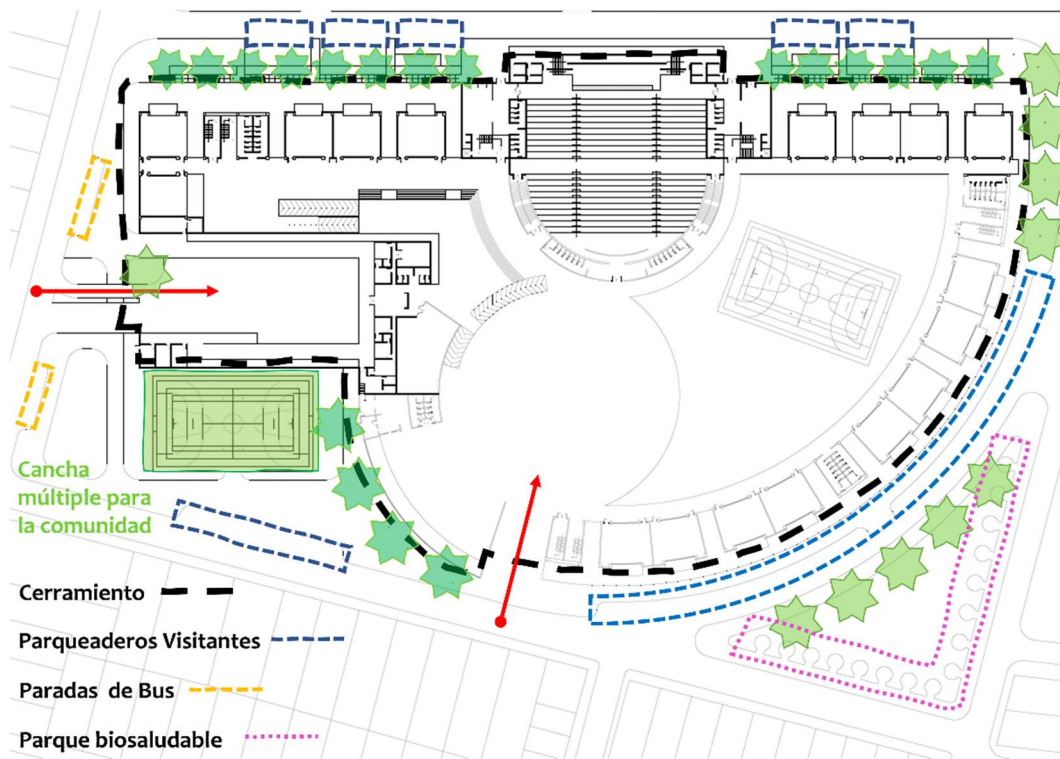 Cancha
múltiple para
la comunidad
Cerramiento
Parqueaderos Visitantes
Paradas de Bus
Parque biosaludable